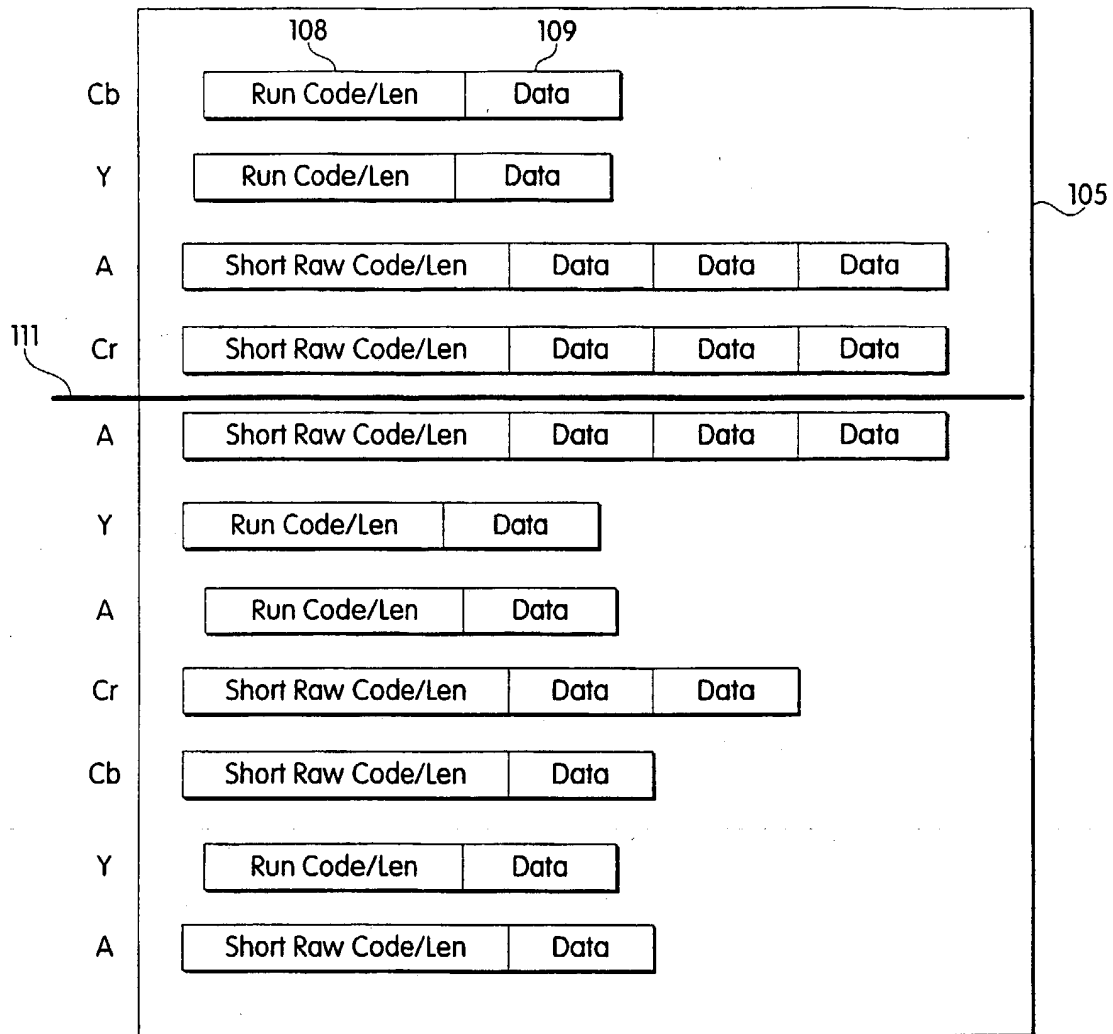 108 109
Cb Run Code/Len Data
Y Run Code/Len Data
105
A Short Raw Code/Len Data Data Data
111
Cr Short Raw Code/Len Data Data Data
A Short Raw Code/Len Data Data Data
Y Run Code/Len Data
A Run Code/Len Data
Cr Short Raw Code/Len Data Data
Cb Short Raw Code/Len Data
Y Run Code/Len Data
A Short Raw Code/Len Data